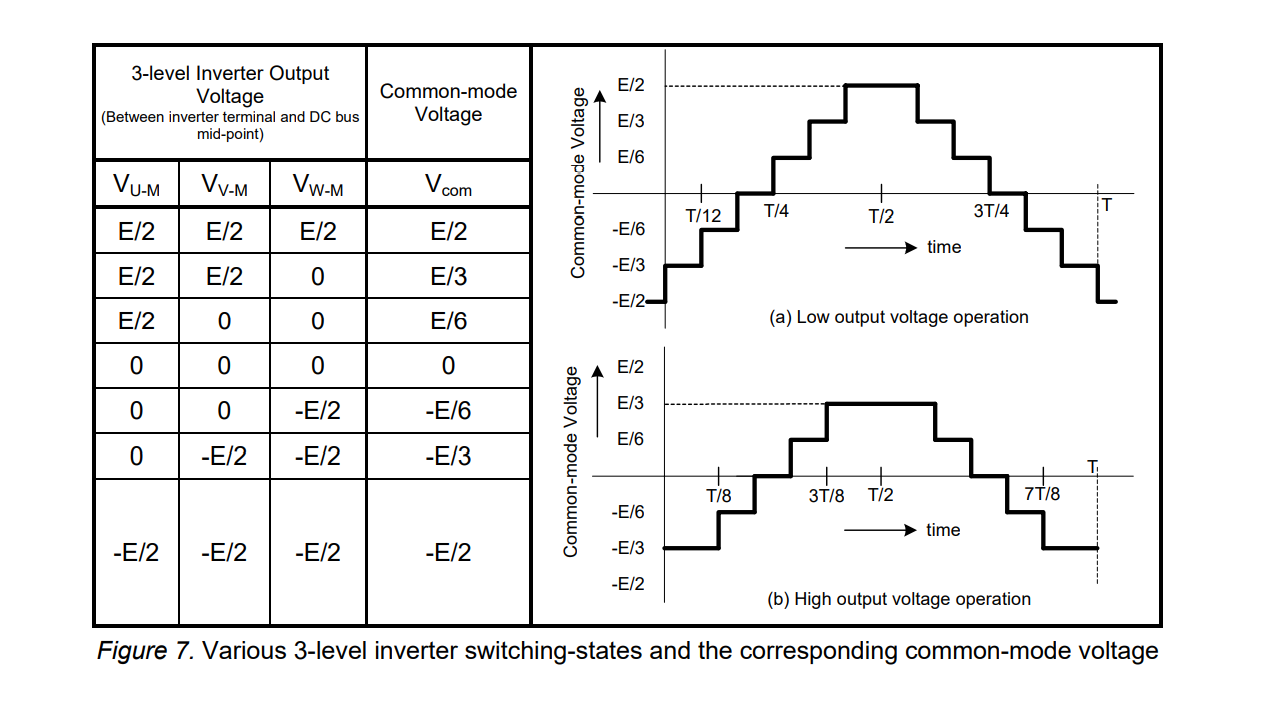 3-level Inverter Output
Voltage
(Between inverter terminal and DC bus
mid-point)
Common-mode
Voltage
VU-M VV-M VW-M Vcom
E/2 E/2 E/2 E/2
E/2 E/2 0 E/3
E/2 0 0 E/6
0 0 0 0
0 0 -E/2 -E/6
0 -E/2 -E/2 -E/3
-E/2 -E/2 -E/2 -E/2
Common-mode Voltage
E/2
E/3
E/6
-E/6
-E/3
-E/2
T/12 T/4 T/2 3T/4 T
time
(a) Low output voltage operation
Common-mode Voltage
E/2
E/3
E/6
-E/6
-E/3
-E/2
T/8 3T/8 T/2 7T/8 T
time
(b) High output voltage operation
Figure 7. Various 3-level inverter switching-states and the corresponding common-mode voltage